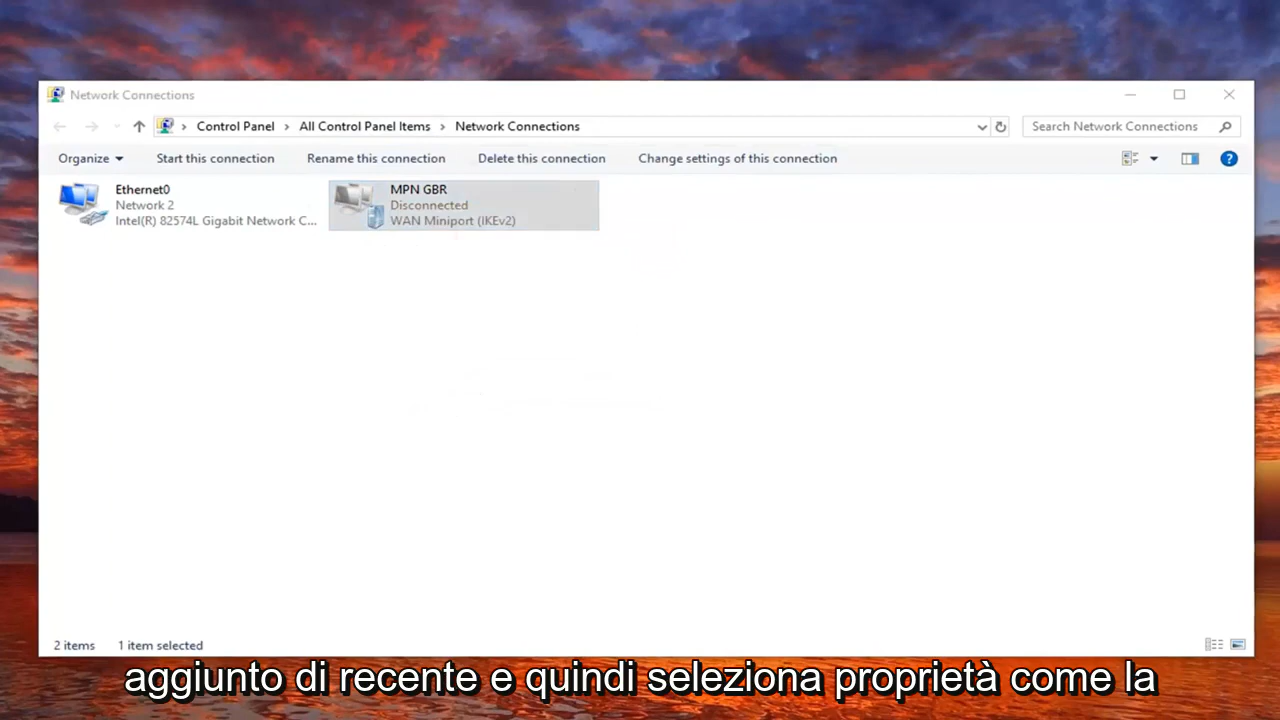 Network Connections
Control Panel › All Control Panel Items › Network Connections
Search Network Connections
Organize Start this connection Rename this connection Delete this connection Change settings of this connection
Ethernet0
Network 2
Intel(R) 82574L Gigabit Network C...
MPN GBR
Disconnected
WAN Miniport (IKEv2)
2 items 1 item selected
aggiunto di recente e quindi seleziona proprietà come la